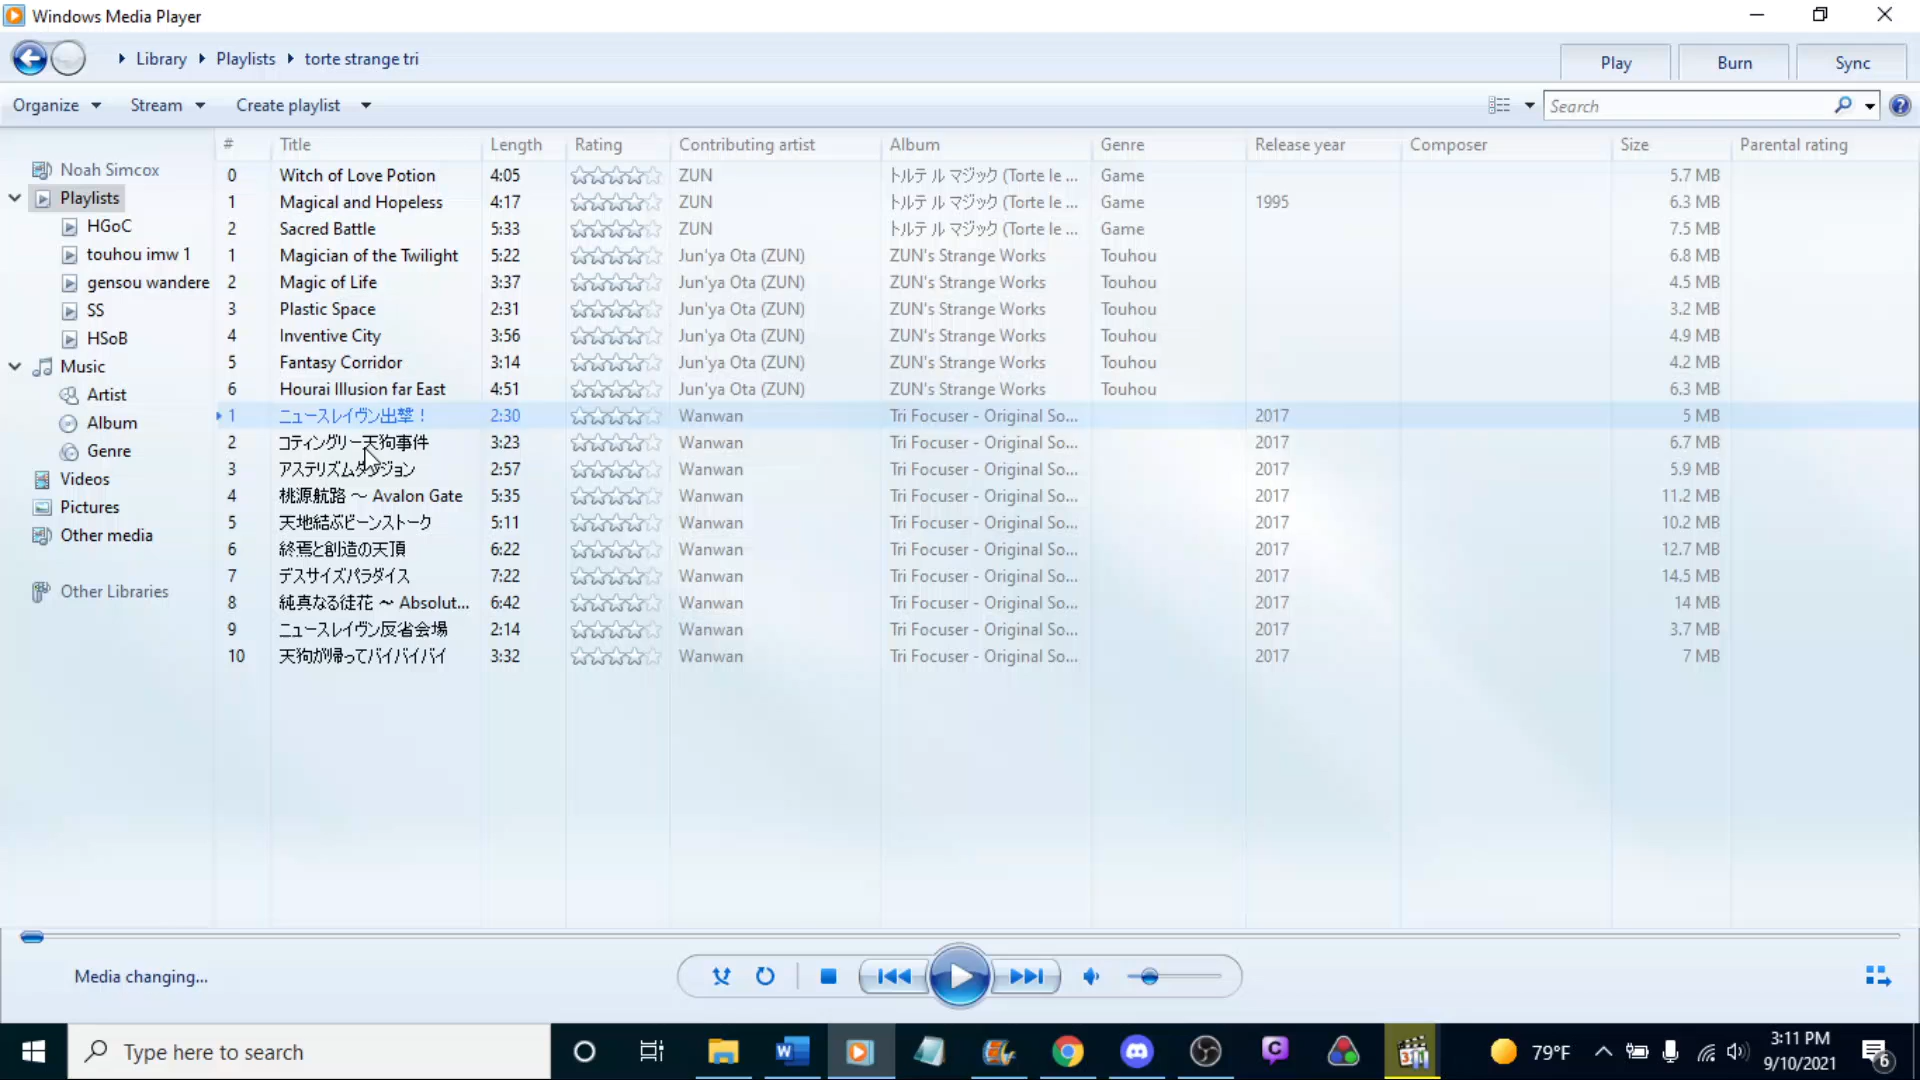 Windows Media Player
Library Playlists torte strange tri
Play Burn Sync
Organize Stream Create playlist Search
# Title Length Rating Contributing artist Album Genre Release year Composer Size Parental rating
Noah Simcox
Playlists
HGoC
touhou imw 1
gensou wandere
SS
HSoB
Music
Artist
Album
Genre
Videos
Pictures
Other media
Other Libraries
0 Witch of Love Potion 4:05 ZUN トルテ ル マジック (Torte le ... Game 5.7 MB
1 Magical and Hopeless 4:17 ZUN トルテ ル マジック (Torte le ... Game 1995 6.3 MB
2 Sacred Battle 5:33 ZUN トルテ ル マジック (Torte le ... Game 7.5 MB
1 Magician of the Twilight 5:22 Jun'ya Ota (ZUN) ZUN's Strange Works Touhou 6.8 MB
2 Magic of Life 3:37 Jun'ya Ota (ZUN) ZUN's Strange Works Touhou 4.5 MB
3 Plastic Space 2:31 Jun'ya Ota (ZUN) ZUN's Strange Works Touhou 3.2 MB
4 Inventive City 3:56 Jun'ya Ota (ZUN) ZUN's Strange Works Touhou 4.9 MB
5 Fantasy Corridor 3:14 Jun'ya Ota (ZUN) ZUN's Strange Works Touhou 4.2 MB
6 Hourai Illusion far East 4:51 Jun'ya Ota (ZUN) ZUN's Strange Works Touhou 6.3 MB
1 ニュースレイヴン出撃！ 2:30 Wanwan Tri Focuser - Original So... 2017 5 MB
2 コティングリー天狗事件 3:23 Wanwan Tri Focuser - Original So... 2017 6.7 MB
3 2:57 Wanwan Tri Focuser - Original So... 2017 5.9 MB
4 桃源航路 ～ Avalon Gate 5:35 Wanwan Tri Focuser - Original So... 2017 11.2 MB
5 天地結ぶビーンストーク 5:11 Wanwan Tri Focuser - Original So... 2017 10.2 MB
6 終焉と創造の天頂 6:22 Wanwan Tri Focuser - Original So... 2017 12.7 MB
7 デスサイズパラダイス 7:22 Wanwan Tri Focuser - Original So... 2017 14.5 MB
8 純真なる徒花 ～ Absolut... 6:42 Wanwan Tri Focuser - Original So... 2017 14 MB
9 ニュースレイヴン反省会場 2:14 Wanwan Tri Focuser - Original So... 2017 3.7 MB
10 天狗が帰ってバイバイバイ 3:32 Wanwan Tri Focuser - Original So... 2017 7 MB
Media changing...
Type here to search
79°F
3:11 PM
9/10/2021
6